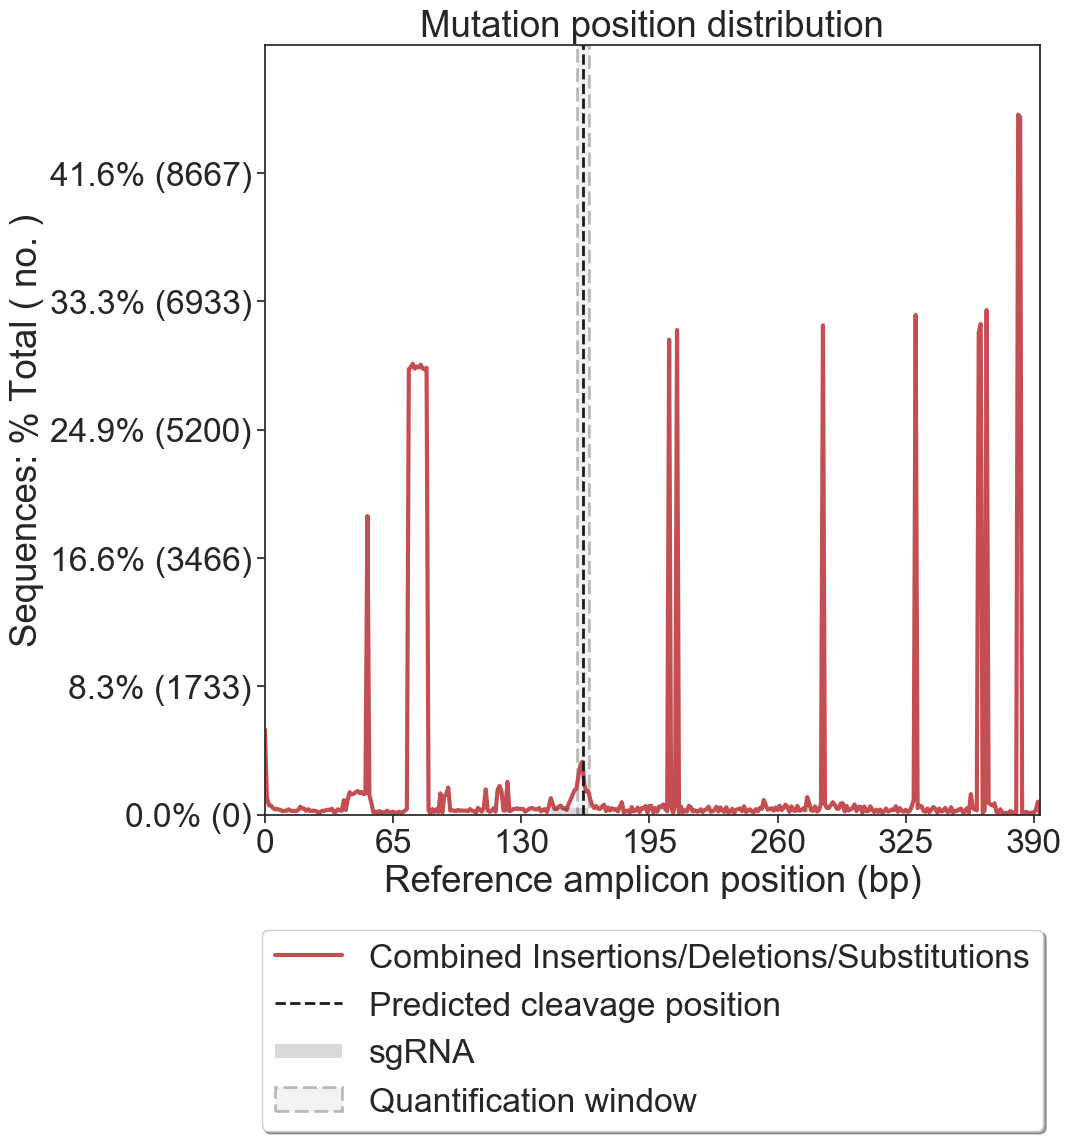 Mutation position distribution
Sequences: % Total ( no. )
41.6% (8667)
33.3% (6933)
24.9% (5200)
16.6% (3466)
8.3% (1733)
0.0% (0)
0 65 130 195 260 325 390
Reference amplicon position (bp)
Combined Insertions/Deletions/Substitutions
Predicted cleavage position
sgRNA
Quantification window